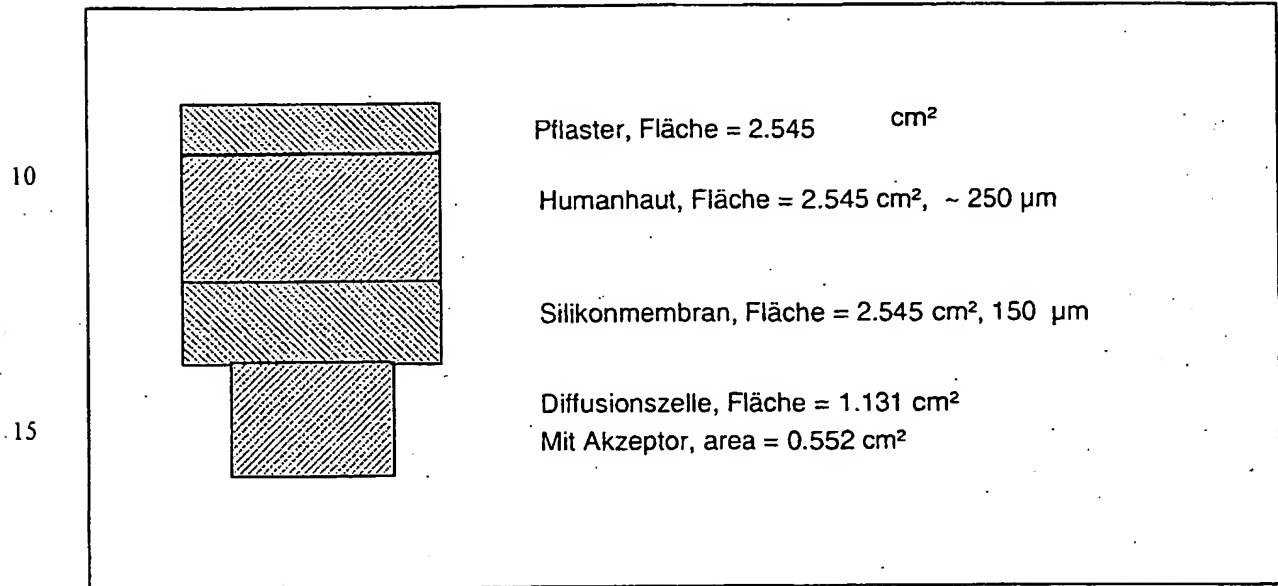 Pflaster, Fläche = 2.545 cm²
10
Humanhaut, Fläche = 2.545 cm², ~ 250 µm
Silikonmembran, Fläche = 2.545 cm², 150 µm
Diffusionszelle, Fläche = 1.131 cm²
15
Mit Akzeptor, area = 0.552 cm²